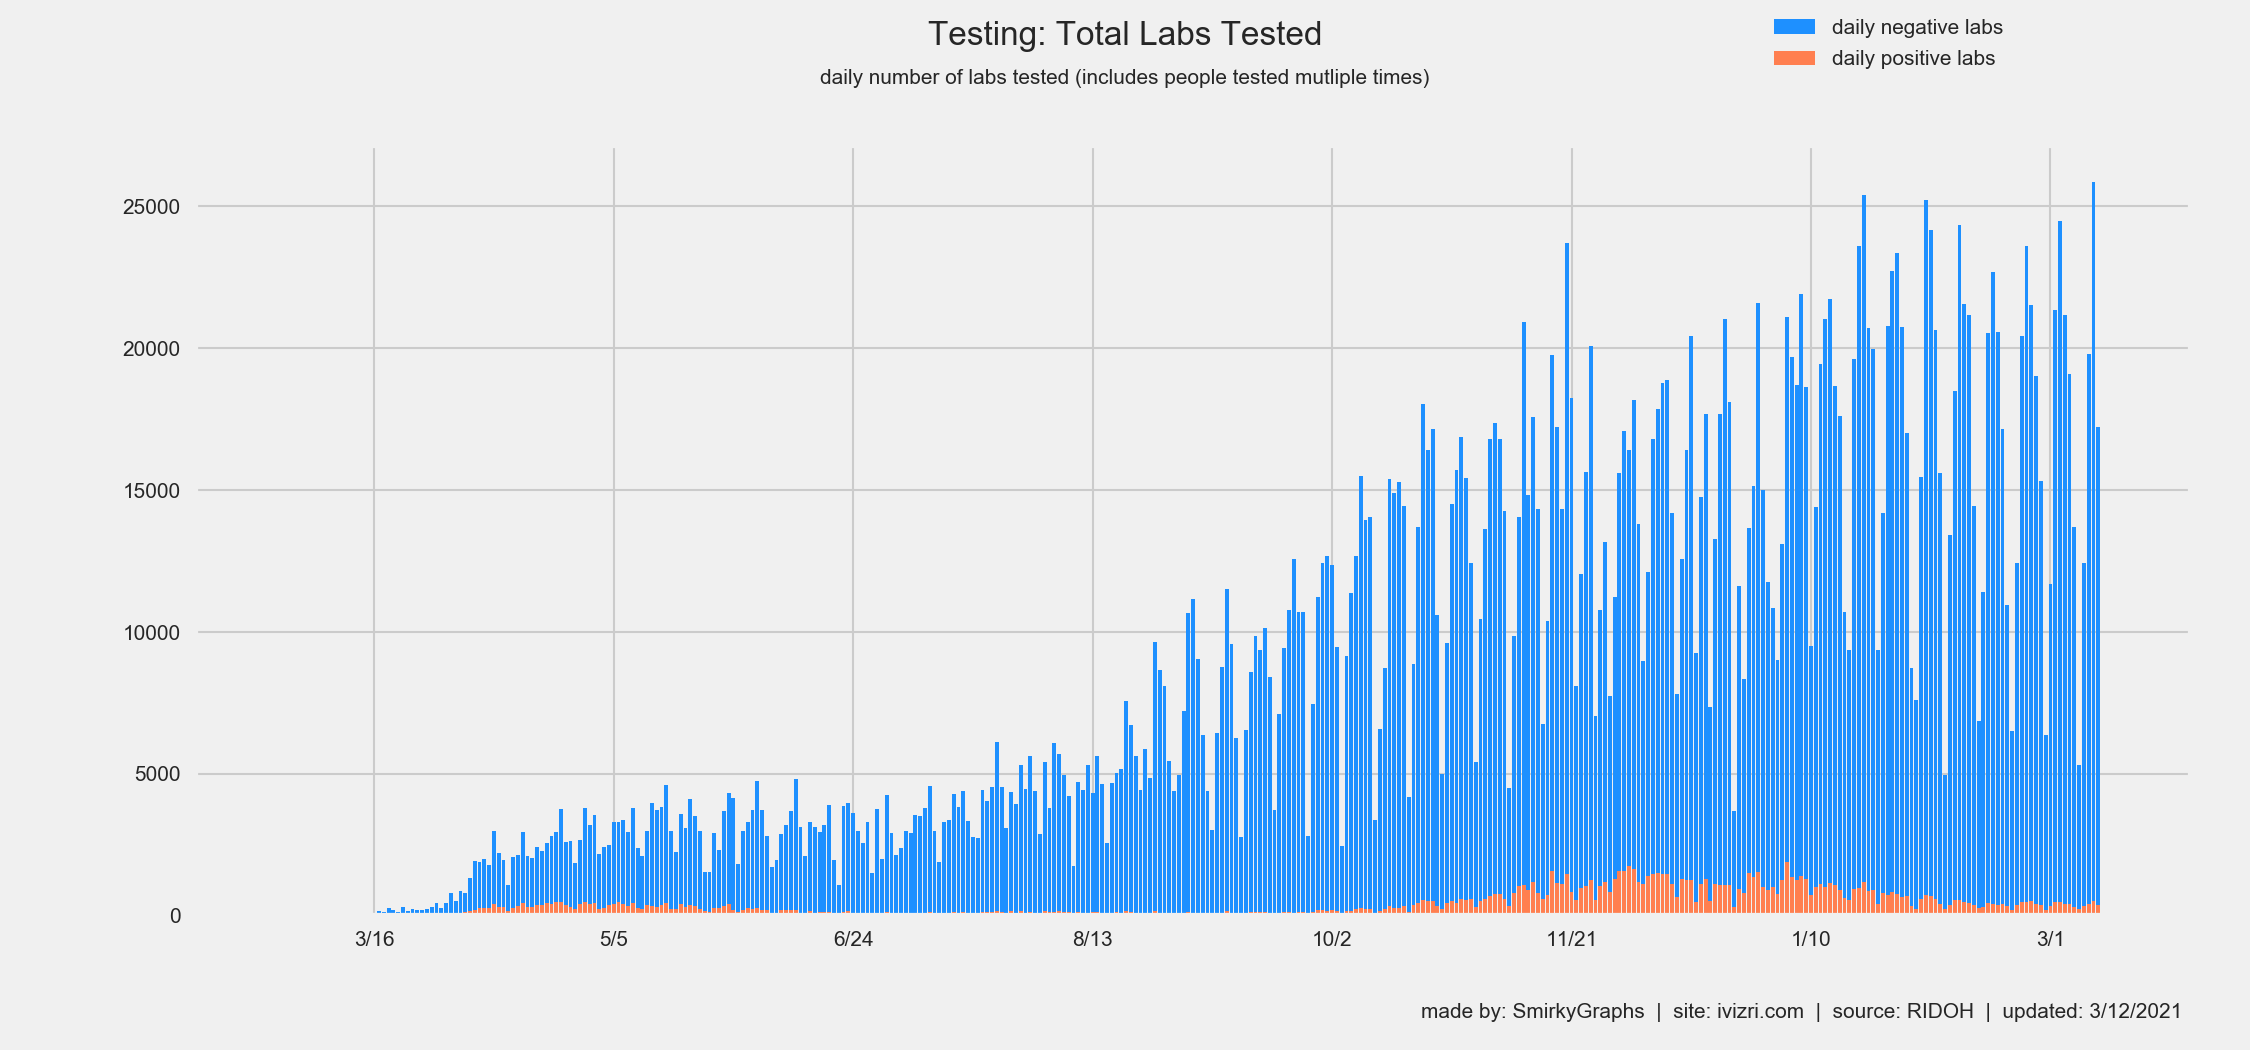 Testing: Total Labs Tested
daily number of labs tested (includes people tested mutliple times)
daily negative labs
daily positive labs
25000
20000
15000
10000
5000
0
3/16 5/5 6/24 8/13 10/2 11/21 1/10 3/1
made by: SmirkyGraphs | site: ivizri.com | source: RIDOH | updated: 3/12/2021